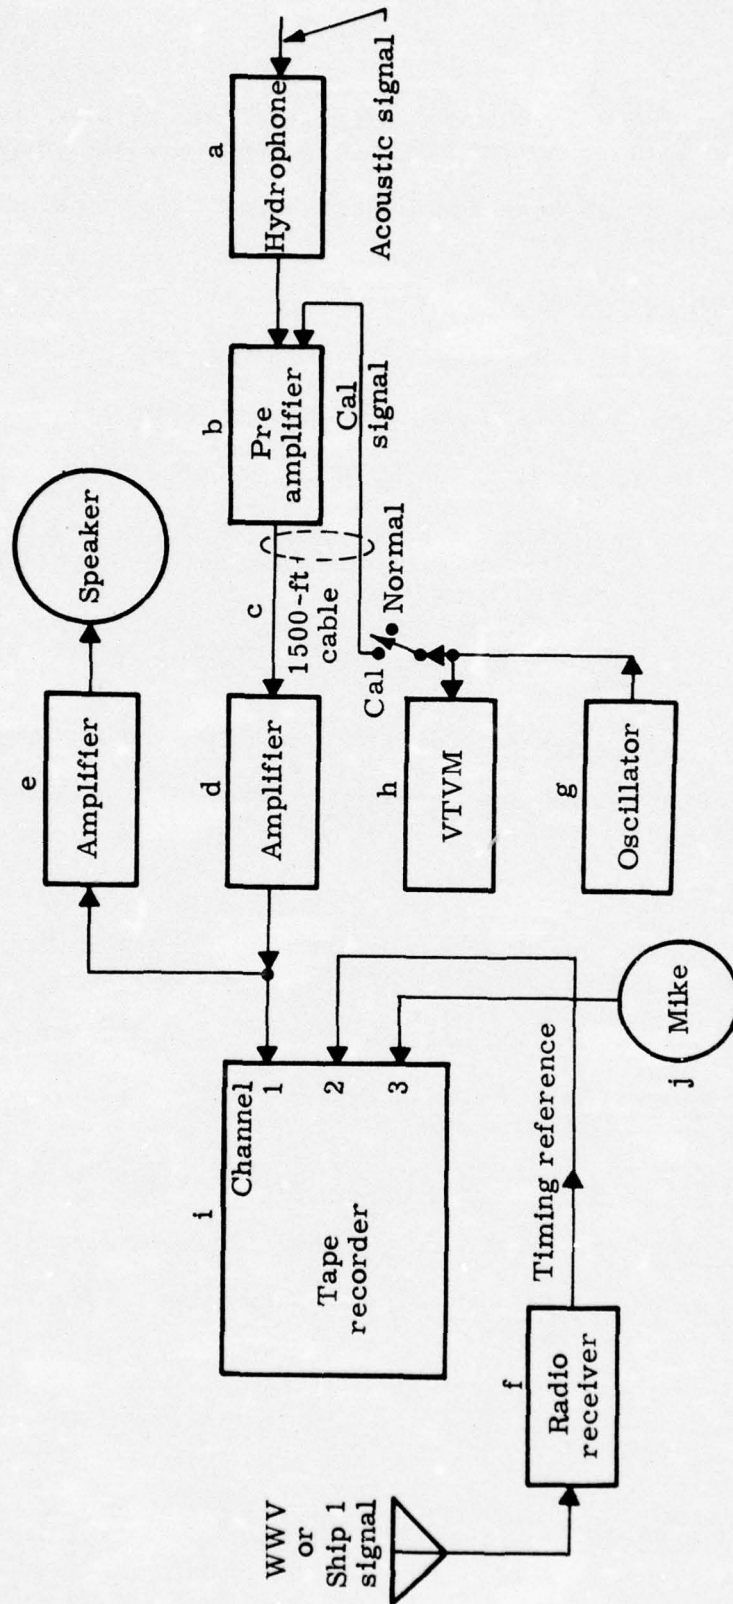 WWV
or
Ship 1
signal
f
Radio
receiver
Timing reference
i
Channel
1
2
3
Tape
recorder
j
Mike
e
Amplifier
Speaker
d
Amplifier
c
1500-ft
cable
b
Pre
amplifier
a
Hydrophone
Acoustic signal
Cal
signal
Cal
Normal
h
VTVM
g
Oscillator